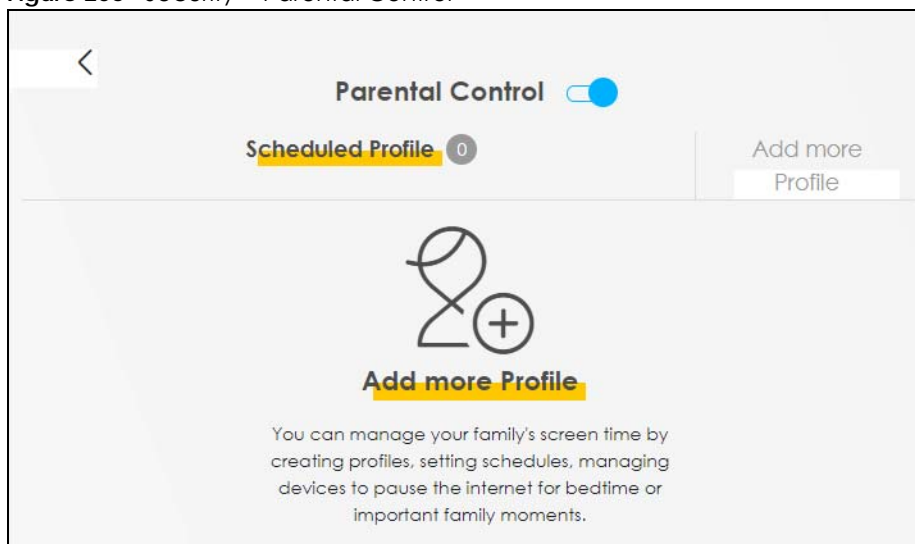 Parental Control
Scheduled Profile 0
Add more
Profile
Add more Profile
You can manage your family's screen time by
creating profiles, setting schedules, managing
devices to pause the internet for bedtime or
important family moments.